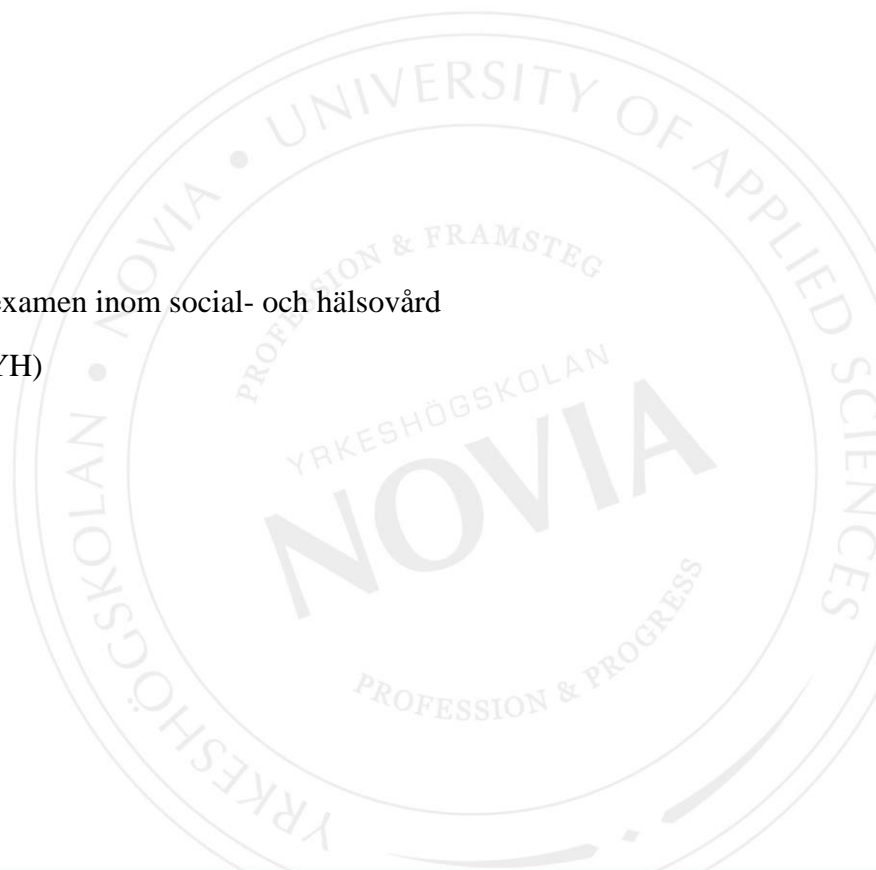 UNIVERSITY OF APPLIED SCIENCES
YRKESHÖGSKOLAN • NOVIA •
PROFESSION & FRAMSTEG
examen inom social- och hälsovård
YH)
YRKESHÖGSKOLAN
NOVIA
PROFESSION & PROGRESS